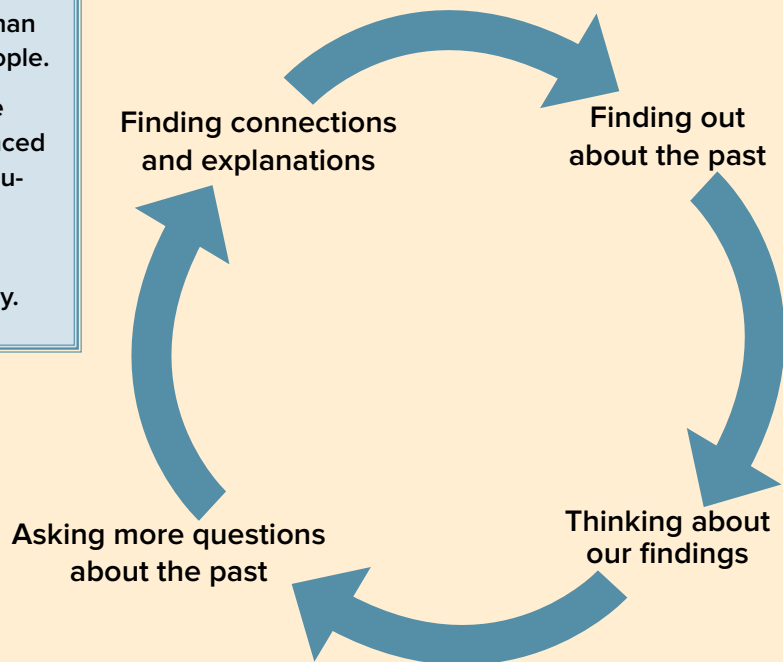 ople.
y.
Finding connections
and explanations
Finding out
about the past
Thinking about
our findings
Asking more questions
about the past